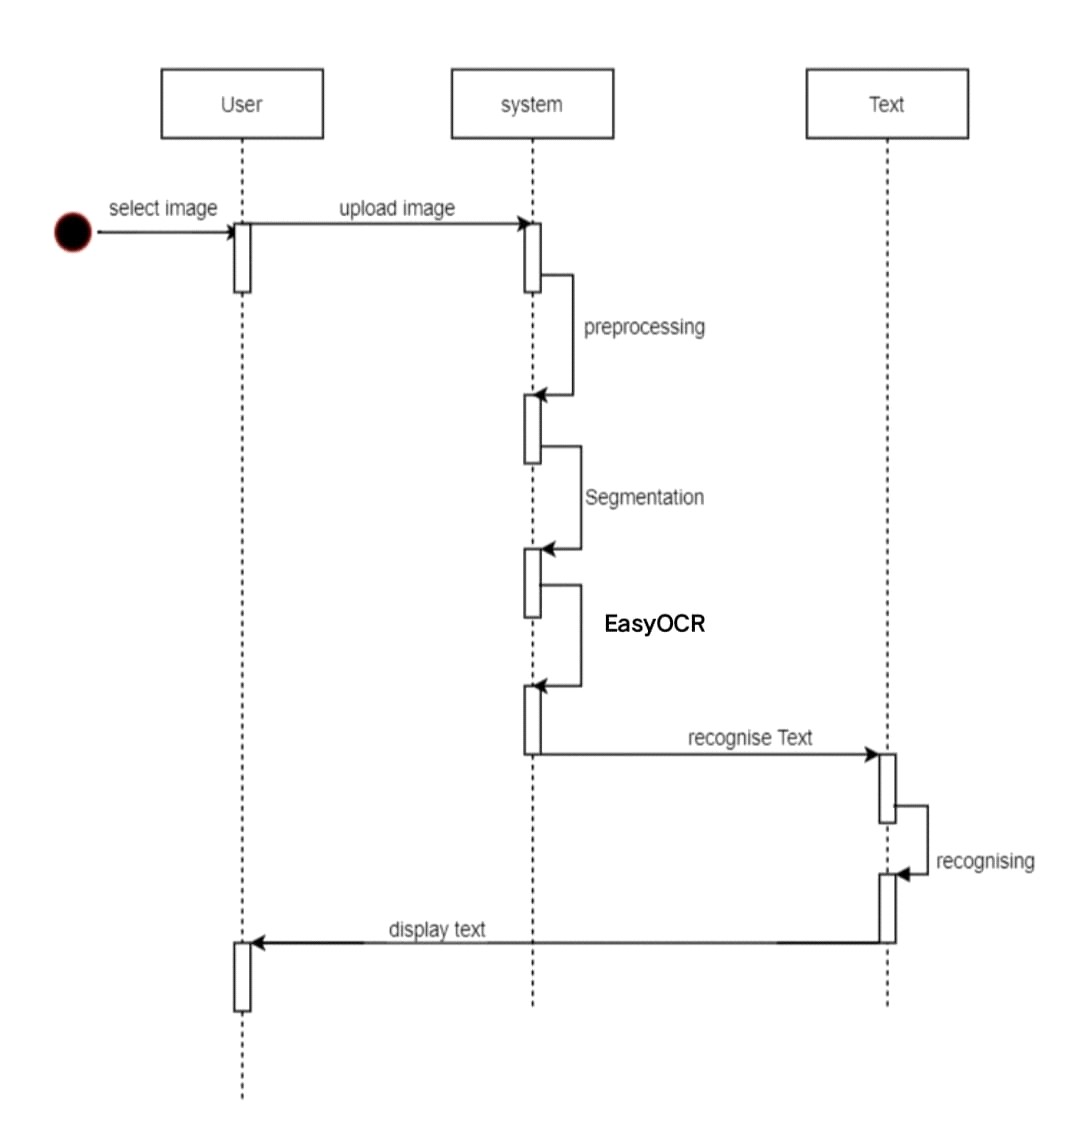 User
system
Text
select image
upload image
preprocessing
Segmentation
EasyOCR
recognise Text
recognising
display text